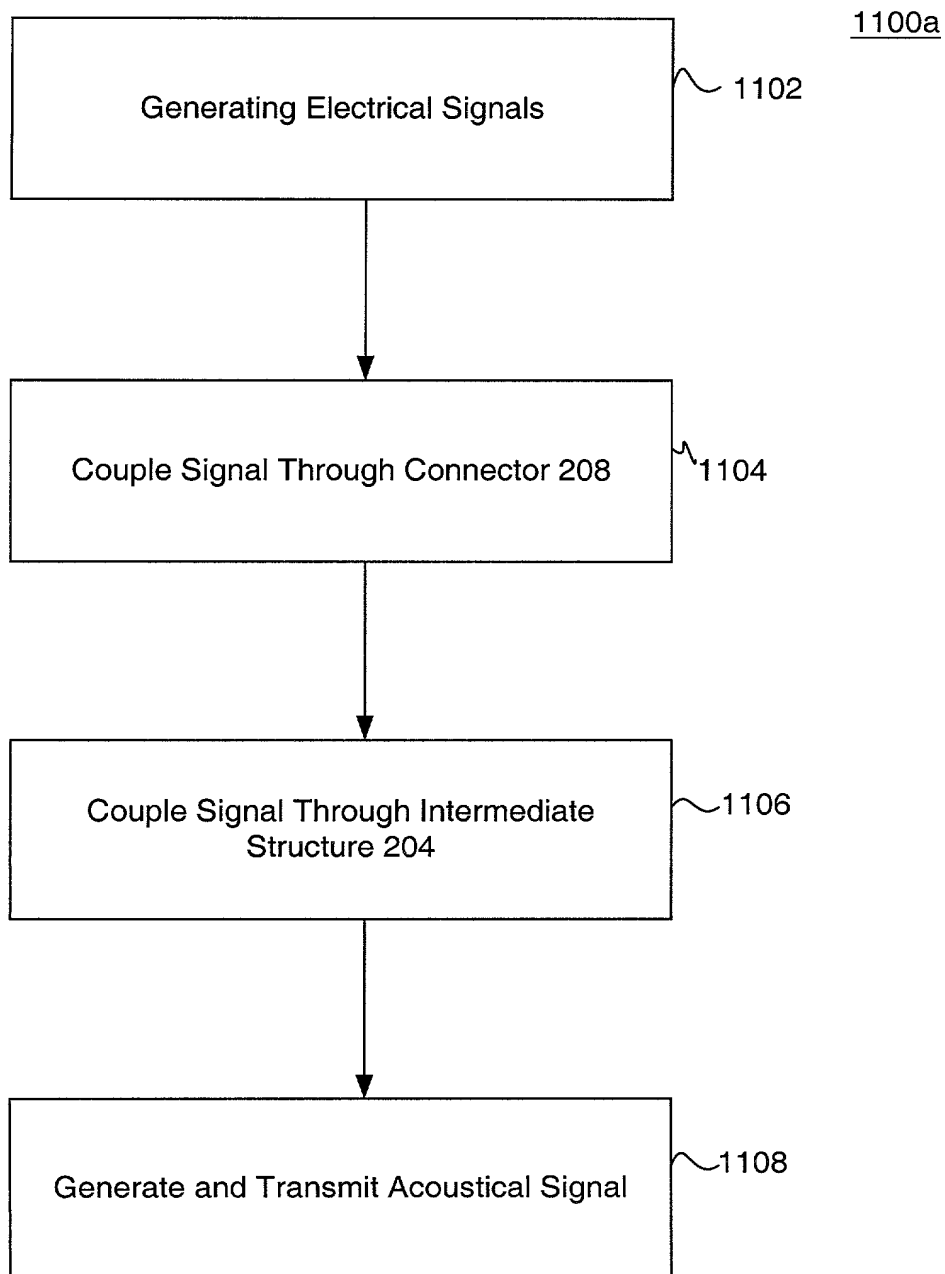 1100a
Generating Electrical Signals
1102
Couple Signal Through Connector 208
1104
Couple Signal Through Intermediate
Structure 204
1106
Generate and Transmit Acoustical Signal
1108